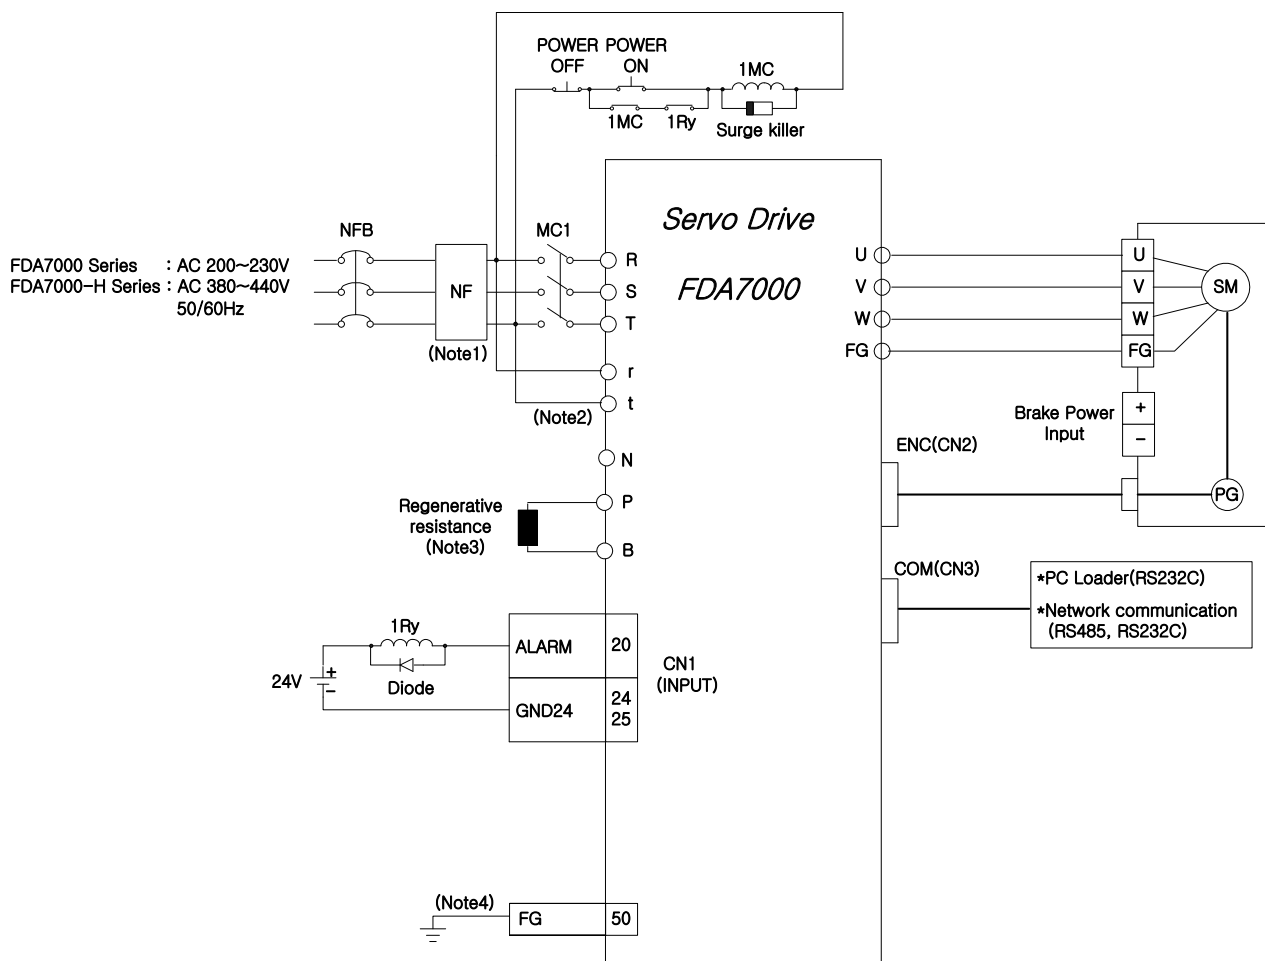 POWER POWER
OFF ON
1MC
1MC 1Ry
Surge killer
Servo Drive
FDA7000
NFB
MC1
FDA7000 Series : AC 200~230V
FDA7000-H Series : AC 380~440V
50/60Hz
NF
(Note1)
R
S
T
r
t
(Note2)
N
P
B
Regenerative
resistance
(Note3)
U
V
W
FG
U
V
W
FG
SM
Brake Power
Input
+
−
ENC(CN2)
PG
COM(CN3)
*PC Loader(RS232C)
*Network communication
(RS485, RS232C)
1Ry
Diode
24V
+
−
ALARM 20
GND24 24
25
CN1
(INPUT)
(Note4)
FG 50